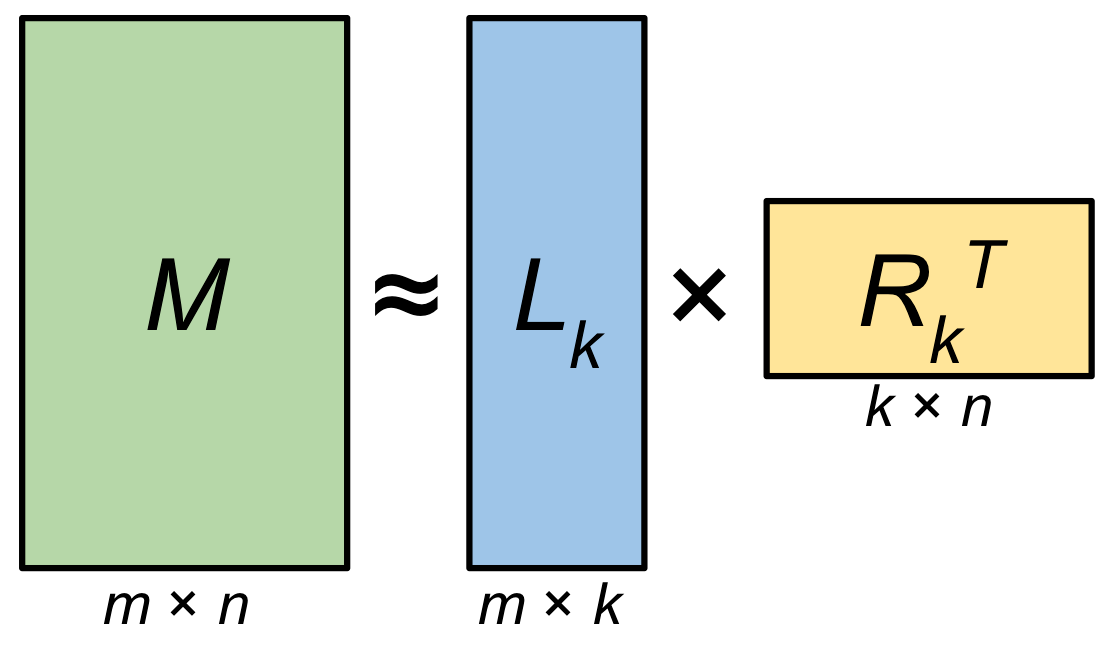 M ≈ L_k × R_k^T
m × n
m × k
k × n